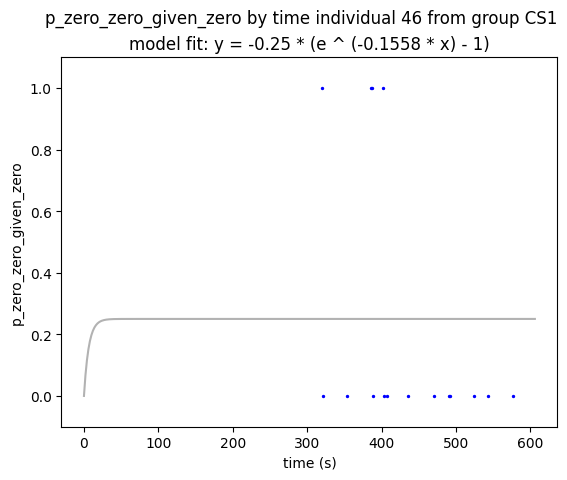 p_zero_zero_given_zero by time individual 46 from group CS1
model fit: y = -0.25 * (e ^ (-0.1558 * x) - 1)
1.0
0.8
0.6
0.4
0.2
0.0
p_zero_zero_given_zero
0 100 200 300 400 500 600
time (s)